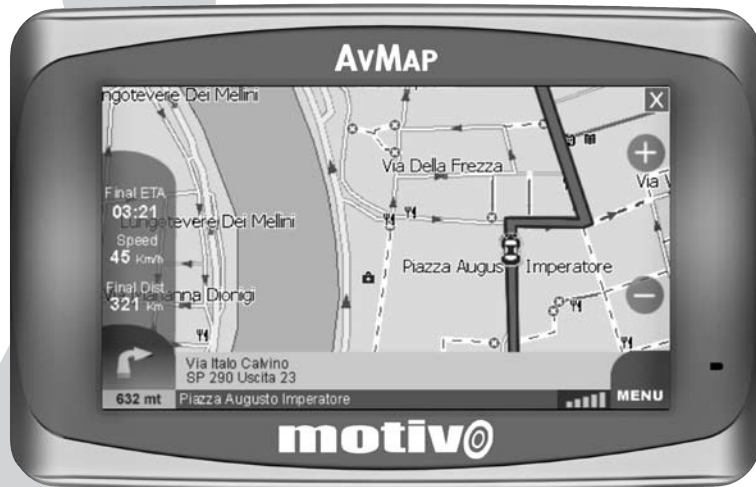 AvMap
ngotevere Dei Mellini
X
Via Della Frezza
+
Via V
Final ETA
03:21
Lungotevere Dei Mellini
Speed
45 Km/h
Piazza Augus Imperatore
Final Dist.
321 Km
anna Dionigi
−
Via Italo Calvino
SP 290 Uscita 23
632 mt
Piazza Augusto Imperatore
MENU
motivo